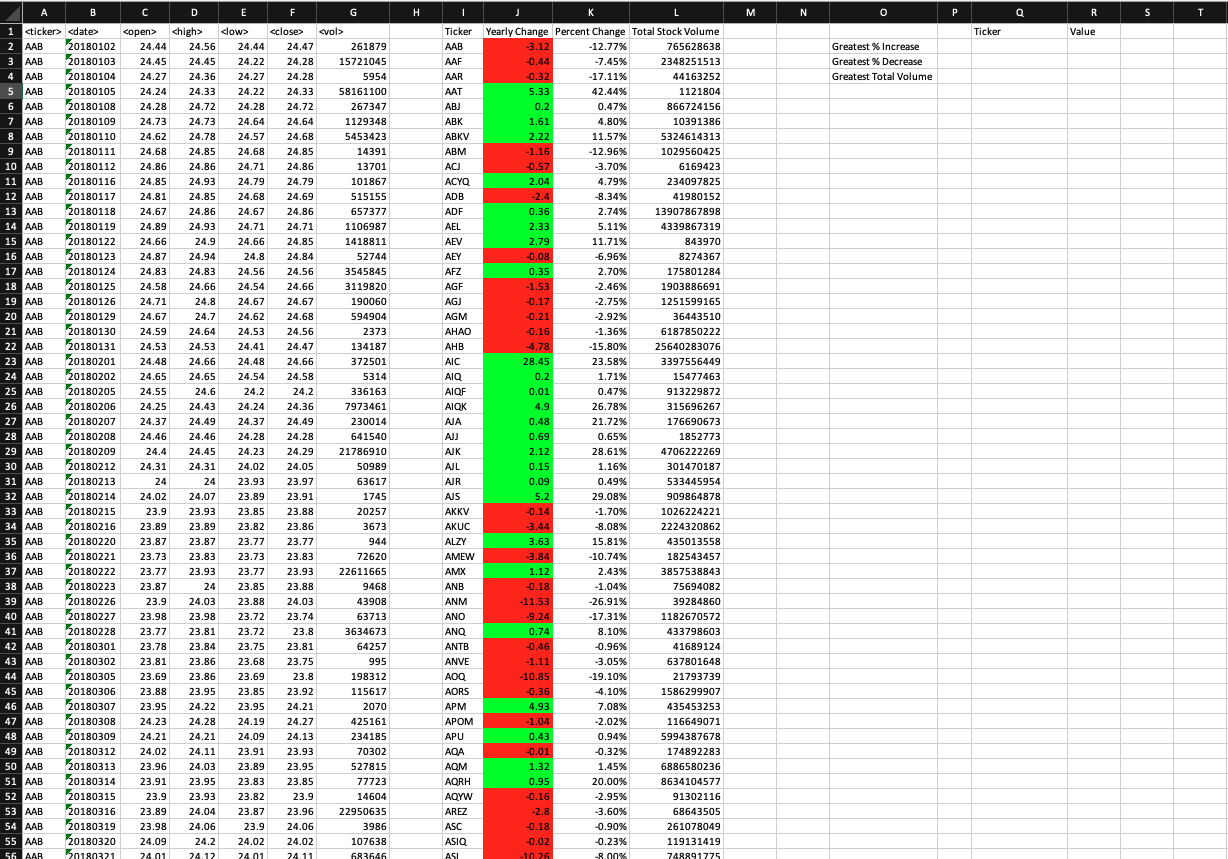 A B C D E F G H I J K L M N O P Q R S T
1 <ticker> <date> <open> <high> <low> <close> <vol> Ticker Yearly Change Percent Change Total Stock Volume Ticker Value
2 AAB 20180102 24.44 24.56 24.44 24.47 261879 AAB -3.12 -12.77% 765628638 Greatest % Increase
3 AAB 20180103 24.45 24.45 24.22 24.28 15721045 AAF -0.44 -7.45% 2348251513 Greatest % Decrease
4 AAB 20180104 24.27 24.36 24.27 24.28 5954 AAR -0.32 -17.11% 44163252 Greatest Total Volume
5 AAB 20180105 24.24 24.33 24.22 24.33 58161100 AAT 5.33 42.44% 1121804
6 AAB 20180108 24.28 24.72 24.28 24.72 267347 ABJ 0.2 0.47% 866724156
7 AAB 20180109 24.73 24.73 24.64 24.64 1129348 ABK 1.61 4.80% 10391386
8 AAB 20180110 24.62 24.78 24.57 24.68 5453423 ABKV 2.22 11.57% 5324614313
9 AAB 20180111 24.68 24.85 24.68 24.85 14391 ABM -1.16 -12.96% 1029560425
10 AAB 20180112 24.86 24.86 24.71 24.86 13701 ACJ -0.57 -3.70% 6169423
11 AAB 20180116 24.85 24.93 24.79 24.79 101867 ACYQ 2.04 4.79% 234097825
12 AAB 20180117 24.81 24.85 24.68 24.69 515155 ADB -2.4 -8.34% 41980152
13 AAB 20180118 24.67 24.86 24.67 24.86 657377 ADF 0.36 2.74% 13907867898
14 AAB 20180119 24.89 24.93 24.71 24.71 1106987 AEL 2.33 5.11% 4339867319
15 AAB 20180122 24.66 24.9 24.66 24.85 1418811 AEV 2.79 11.71% 843970
16 AAB 20180123 24.87 24.94 24.8 24.84 52744 AEY -0.08 -6.96% 8274367
17 AAB 20180124 24.83 24.83 24.56 24.56 3545845 AFZ 0.35 2.70% 175801284
18 AAB 20180125 24.58 24.66 24.54 24.66 3119820 AGF -1.53 -2.46% 1903886691
19 AAB 20180126 24.71 24.8 24.67 24.67 190060 AGJ -0.17 -2.75% 1251599165
20 AAB 20180129 24.67 24.7 24.62 24.68 594904 AGM -0.21 -2.92% 36443510
21 AAB 20180130 24.59 24.64 24.53 24.56 2373 AHAO -0.16 -1.36% 6187850222
22 AAB 20180131 24.53 24.53 24.41 24.47 134187 AHB -4.78 -15.80% 25640283076
23 AAB 20180201 24.48 24.66 24.48 24.66 372501 AIC 28.45 23.58% 3397556449
24 AAB 20180202 24.65 24.65 24.54 24.58 5314 AIQ 0.2 1.71% 15477463
25 AAB 20180205 24.55 24.6 24.2 24.2 336163 AIQF 0.01 0.47% 913229872
26 AAB 20180206 24.25 24.43 24.24 24.36 7973461 AIQK 4.9 26.78% 315696267
27 AAB 20180207 24.37 24.49 24.37 24.49 230014 AJA 0.48 21.72% 176690673
28 AAB 20180208 24.46 24.46 24.28 24.28 641540 AJJ 0.69 0.65% 1852773
29 AAB 20180209 24.4 24.45 24.23 24.29 21786910 AJK 2.12 28.61% 4706222269
30 AAB 20180212 24.31 24.31 24.02 24.05 50989 AJL 0.15 1.16% 301470187
31 AAB 20180213 24 24 23.93 23.97 63617 AJR 0.09 0.49% 533445954
32 AAB 20180214 24.02 24.07 23.89 23.91 1745 AJS 5.2 29.08% 909864878
33 AAB 20180215 23.9 23.93 23.85 23.88 20257 AKKV -0.14 -1.70% 1026224221
34 AAB 20180216 23.89 23.89 23.82 23.86 3673 AKUC -3.44 -8.08% 2224320862
35 AAB 20180220 23.87 23.87 23.77 23.77 944 ALZY 3.63 15.81% 435013558
36 AAB 20180221 23.73 23.83 23.73 23.83 72620 AMEW -3.84 -10.74% 182543457
37 AAB 20180222 23.77 23.93 23.77 23.93 22611665 AMX 1.12 2.43% 3857538843
38 AAB 20180223 23.87 24 23.85 23.88 9468 ANB -0.18 -1.04% 75694082
39 AAB 20180226 23.9 24.03 23.88 24.03 43908 ANM -11.53 -26.91% 39284860
40 AAB 20180227 23.98 23.98 23.72 23.74 63713 ANO -9.24 -17.31% 1182670572
41 AAB 20180228 23.77 23.81 23.72 23.8 3634673 ANQ 0.74 8.10% 433798603
42 AAB 20180301 23.78 23.84 23.75 23.81 64257 ANTB -0.46 -0.96% 41689124
43 AAB 20180302 23.81 23.86 23.68 23.75 995 ANVE -1.11 -3.05% 637801648
44 AAB 20180305 23.69 23.86 23.69 23.8 198312 AOQ -10.85 -19.10% 21793739
45 AAB 20180306 23.88 23.95 23.85 23.92 115617 AORS -0.36 -4.10% 1586299907
46 AAB 20180307 23.95 24.22 23.95 24.21 2070 APM 4.93 7.08% 435453253
47 AAB 20180308 24.23 24.28 24.19 24.27 425161 APOM -1.04 -2.02% 116649071
48 AAB 20180309 24.21 24.21 24.09 24.13 234185 APU 0.43 0.94% 5994387678
49 AAB 20180312 24.02 24.11 23.91 23.93 70302 AQA -0.01 -0.32% 174892283
50 AAB 20180313 23.96 24.03 23.89 23.95 527815 AQM 1.32 1.45% 6886580236
51 AAB 20180314 23.91 23.95 23.83 23.85 77723 AQRH 0.95 20.00% 8634104577
52 AAB 20180315 23.9 23.93 23.82 23.9 14604 AQYW -0.16 -2.95% 91302116
53 AAB 20180316 23.89 24.04 23.87 23.96 22950635 AREZ -2.8 -3.60% 68643505
54 AAB 20180319 23.98 24.06 23.9 24.06 3986 ASC -0.18 -0.90% 261078049
55 AAB 20180320 24.09 24.2 24.02 24.02 107638 ASIQ -0.02 -0.23% 119131419
56 AAB 20180321 24.01 24.12 24.01 24.11 683646 ASL -10.26 -8.00% 748891775